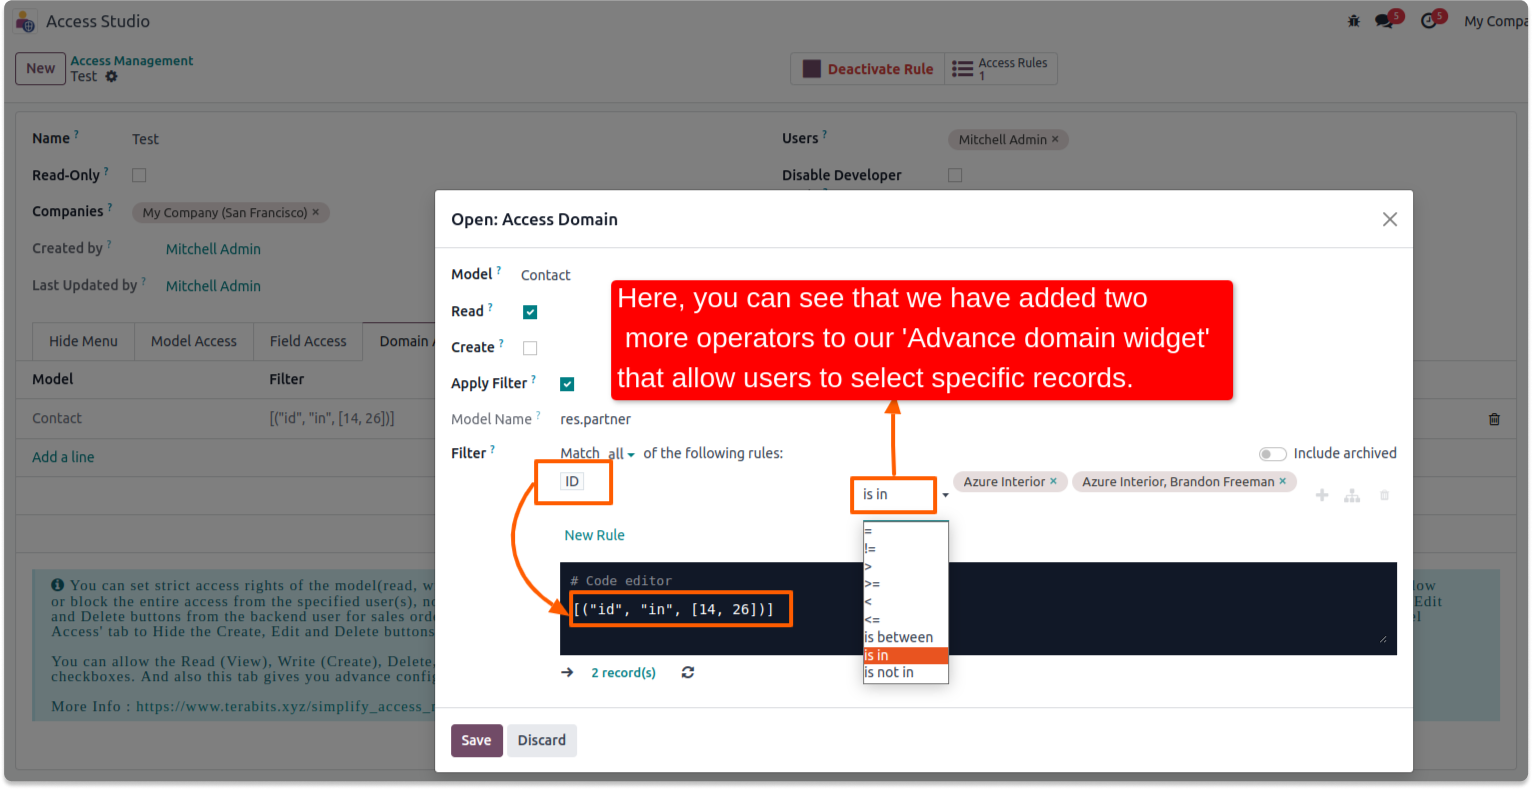 Access Studio
5
5
My Compa
New
Access Management
Test
Deactivate Rule
Access Rules
1
Name ?
Test
Users ?
Mitchell Admin ×
Read-Only ?
Disable Developer
Companies ?
My Company (San Francisco) ×
Created by ?
Mitchell Admin
Last Updated by ?
Mitchell Admin
Hide Menu
Model Access
Field Access
Domain A
Model
Filter
Contact
[("id", "in", [14, 26])]
Add a line
You can set strict access rights of the model(read, w
or block the entire access from the specified user(s), no
and Delete buttons from the backend user for sales ord
Access' tab to Hide the Create, Edit and Delete buttons
You can allow the Read (View), Write (Create), Delete,
checkboxes. And also this tab gives you advance config
More Info : https://www.terabits.xyz/simplify_access_
low
Edit
el
Open: Access Domain
Model ?
Contact
Here, you can see that we have added two
more operators to our 'Advance domain widget'
that allow users to select specific records.
Read ?
Create ?
Apply Filter ?
Model Name ?
res.partner
Filter ?
Match all of the following rules:
Include archived
ID
is in
Azure Interior ×
Azure Interior, Brandon Freeman ×
New Rule
=
!=
>
>=
<
<=
is between
is in
is not in
# Code editor
[("id", "in", [14, 26])]
2 record(s)
Save
Discard